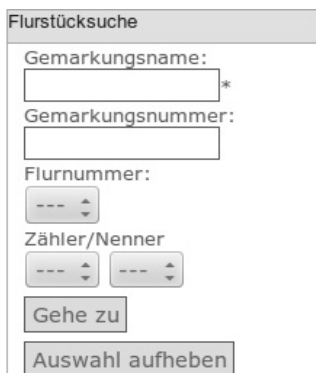 Flurstücksuche
Gemarkungsname:
*
Gemarkungsnummer:
Flurnummer:
---
Zähler/Nenner
--- ---
Gehe zu
Auswahl aufheben